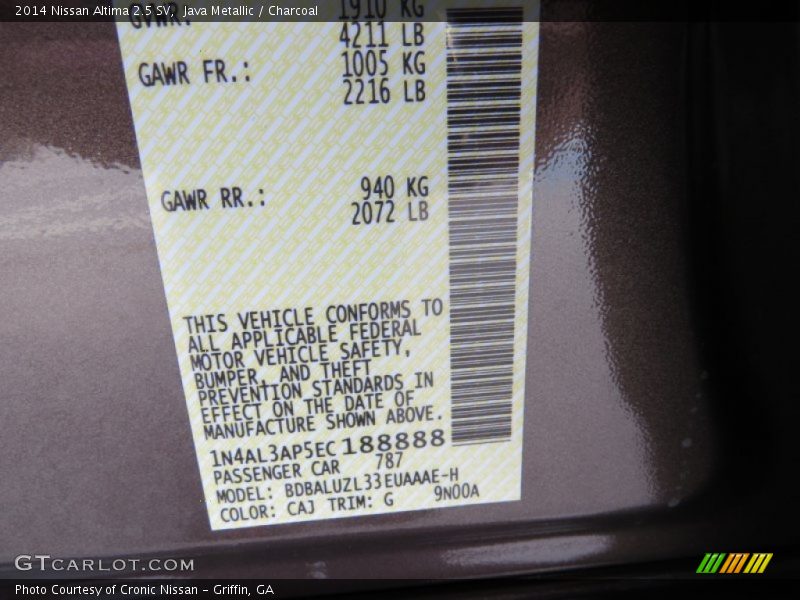 2014 Nissan Altima 2.5 SV,  Java Metallic / Charcoal
GVWR: 1910 KG
4211 LB
GAWR FR.: 1005 KG
2216 LB
GAWR RR.: 940 KG
2072 LB
THIS VEHICLE CONFORMS TO
ALL APPLICABLE FEDERAL
MOTOR VEHICLE SAFETY,
BUMPER, AND THEFT
PREVENTION STANDARDS IN
EFFECT ON THE DATE OF
MANUFACTURE SHOWN ABOVE.
1N4AL3AP5EC188888
PASSENGER CAR 787
MODEL: BDBALUZL33EUAAAE-H
COLOR: CAJ TRIM: G 9N00A
GTCARLOT.COM
Photo Courtesy of Cronic Nissan - Griffin, GA